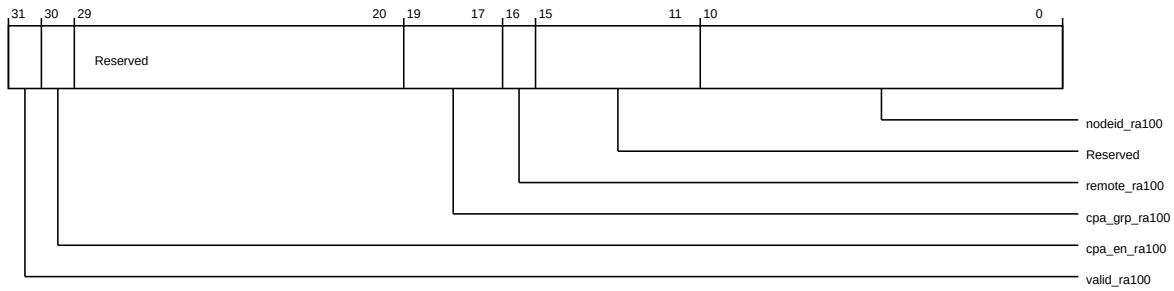 31 30 29 20 19 17 16 15 11 10 0
Reserved
nodeid_ra100
Reserved
remote_ra100
cpa_grp_ra100
cpa_en_ra100
valid_ra100